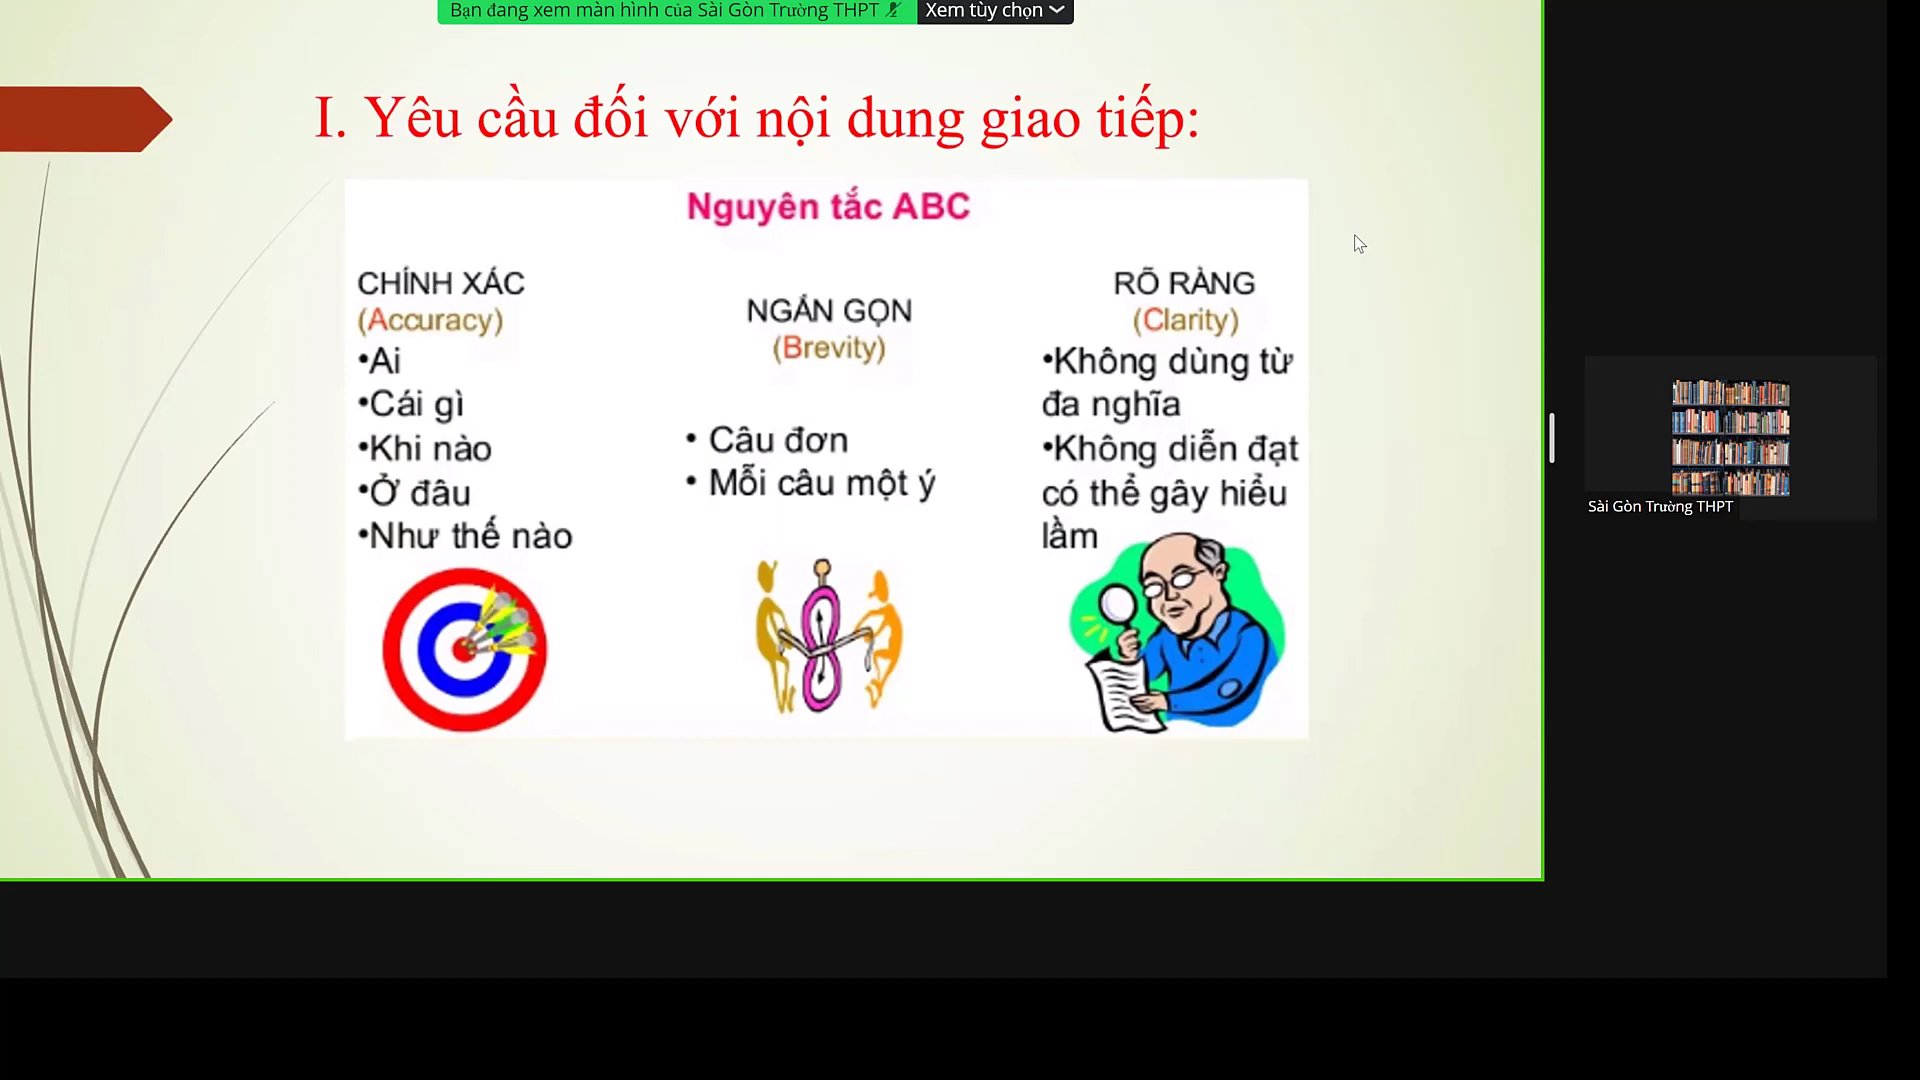 Bạn đang xem màn hình của Sài Gòn Trường THPT
Xem tùy chọn
I. Yêu cầu đối với nội dung giao tiếp:
Nguyên tắc ABC
CHÍNH XÁC
(Accuracy)
•Ai
•Cái gì
•Khi nào
•Ở đâu
•Như thế nào
NGẮN GỌN
(Brevity)
• Câu đơn
• Mỗi câu một ý
RÕ RÀNG
(Clarity)
•Không dùng từ
đa nghĩa
•Không diễn đạt
có thể gây hiểu
lầm
Sài Gòn Trường THPT